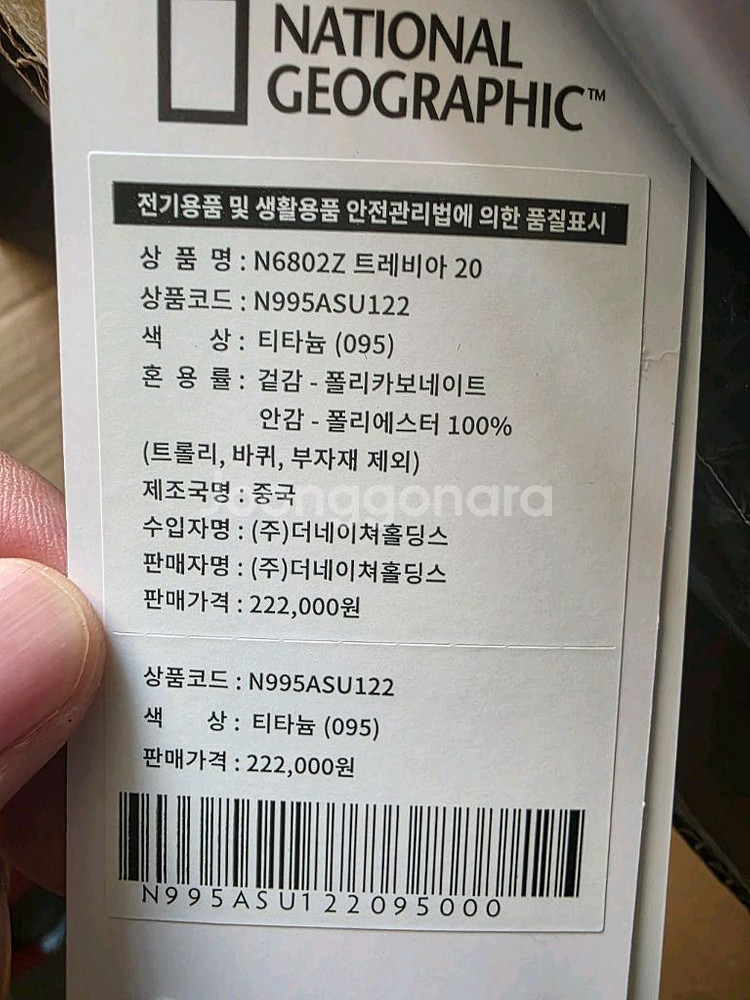 NATIONAL
GEOGRAPHIC™
전기용품 및 생활용품 안전관리법에 의한 품질표시
상 품 명 : N6802Z 트레비아 20
상품코드 : N995ASU122
색 상 : 티타늄 (095)
혼 용 률 : 겉감 - 폴리카보네이트
안감 - 폴리에스터 100%
(트롤리, 바퀴, 부자재 제외)
제조국명 : 중국
joonggonara
수입자명 : (주)더네이쳐홀딩스
판매자명 : (주)더네이쳐홀딩스
판매가격 : 222,000원
상품코드 : N995ASU122
색 상 : 티타늄 (095)
판매가격 : 222,000원
N995ASU122095000